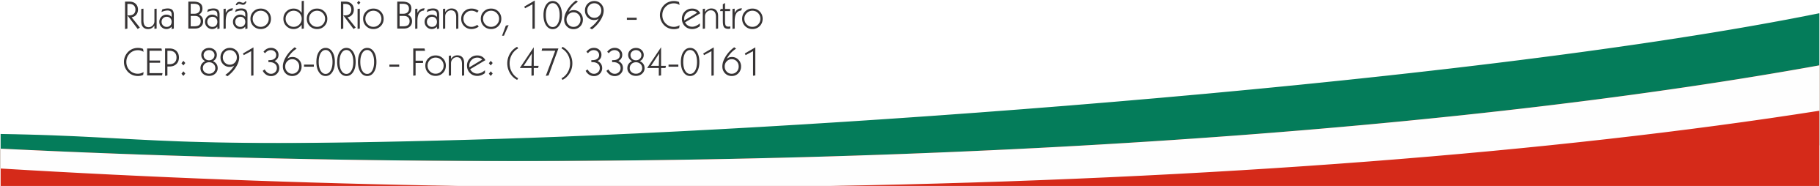 Rua Barão do Rio Branco, 1069 - Centro
CEP: 89136-000 - Fone: (47) 3384-0161